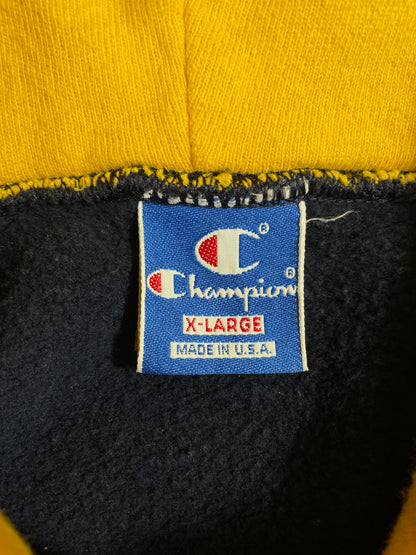 C®
Champion®
X-LARGE
MADE IN U.S.A.